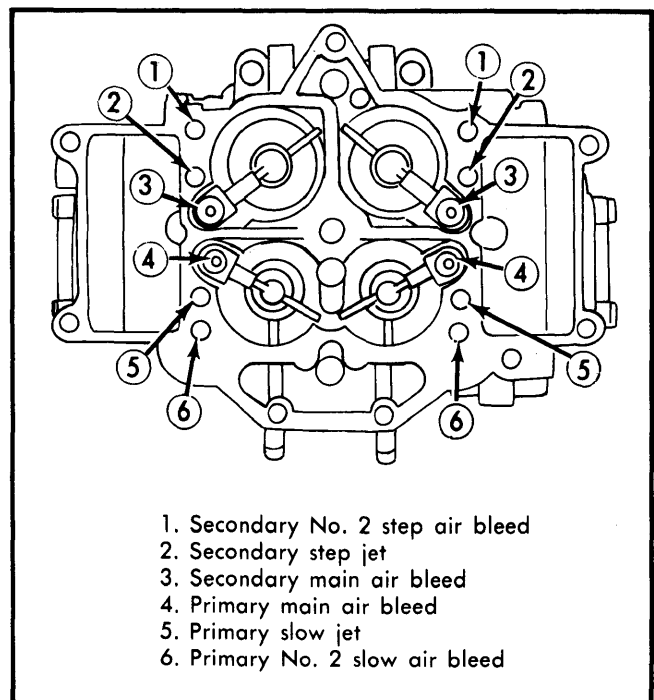 1
1
2
2
3
3
4
4
5
5
6
6
1. Secondary No. 2 step air bleed
2. Secondary step jet
3. Secondary main air bleed
4. Primary main air bleed
5. Primary slow jet
6. Primary No. 2 slow air bleed